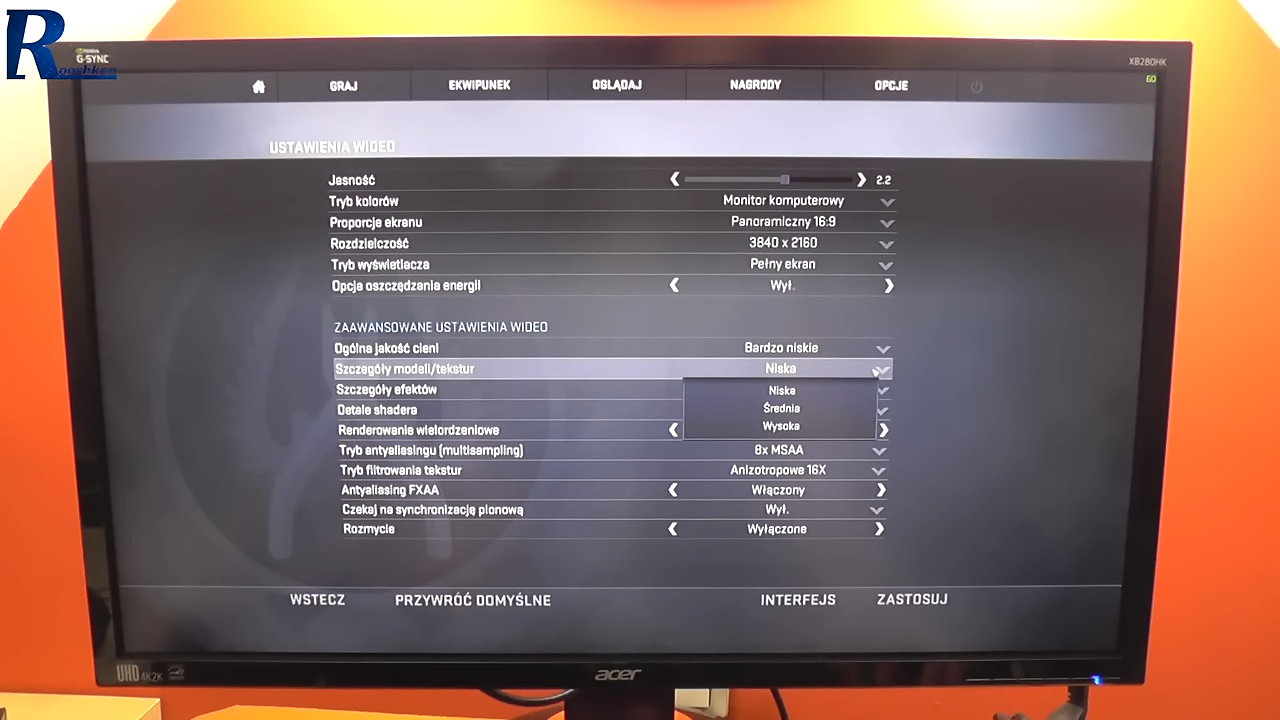 Rooshken
NVIDIA
G-SYNC
XB280HK
60
GRAJ EKWIPUNEK OGLĄDAJ NAGRODY OPCJE
USTAWIENIA WIDEO
Jasność 2.2
Tryb kolorów Monitor komputerowy
Proporcje ekranu Panoramiczny 16:9
Rozdzielczość 3840 x 2160
Tryb wyświetlacza Pełny ekran
Opcja oszczędzania energii Wył.
ZAAWANSOWANE USTAWIENIA WIDEO
Ogólna jakość cieni Bardzo niskie
Szczegóły modeli/tekstur Niska
Szczegóły efektów Niska
Detale shadera Średnia
Wysoka
Renderowanie wielordzeniowe
Tryb antyaliasingu (multisampling) 8x MSAA
Tryb filtrowania tekstur Anizotropowe 16X
Antyaliasing FXAA Włączony
Czekaj na synchronizację pionową Wył.
Rozmycie Wyłączone
WSTECZ PRZYWRÓĆ DOMYŚLNE INTERFEJS ZASTOSUJ
UHD 4K2K
acer